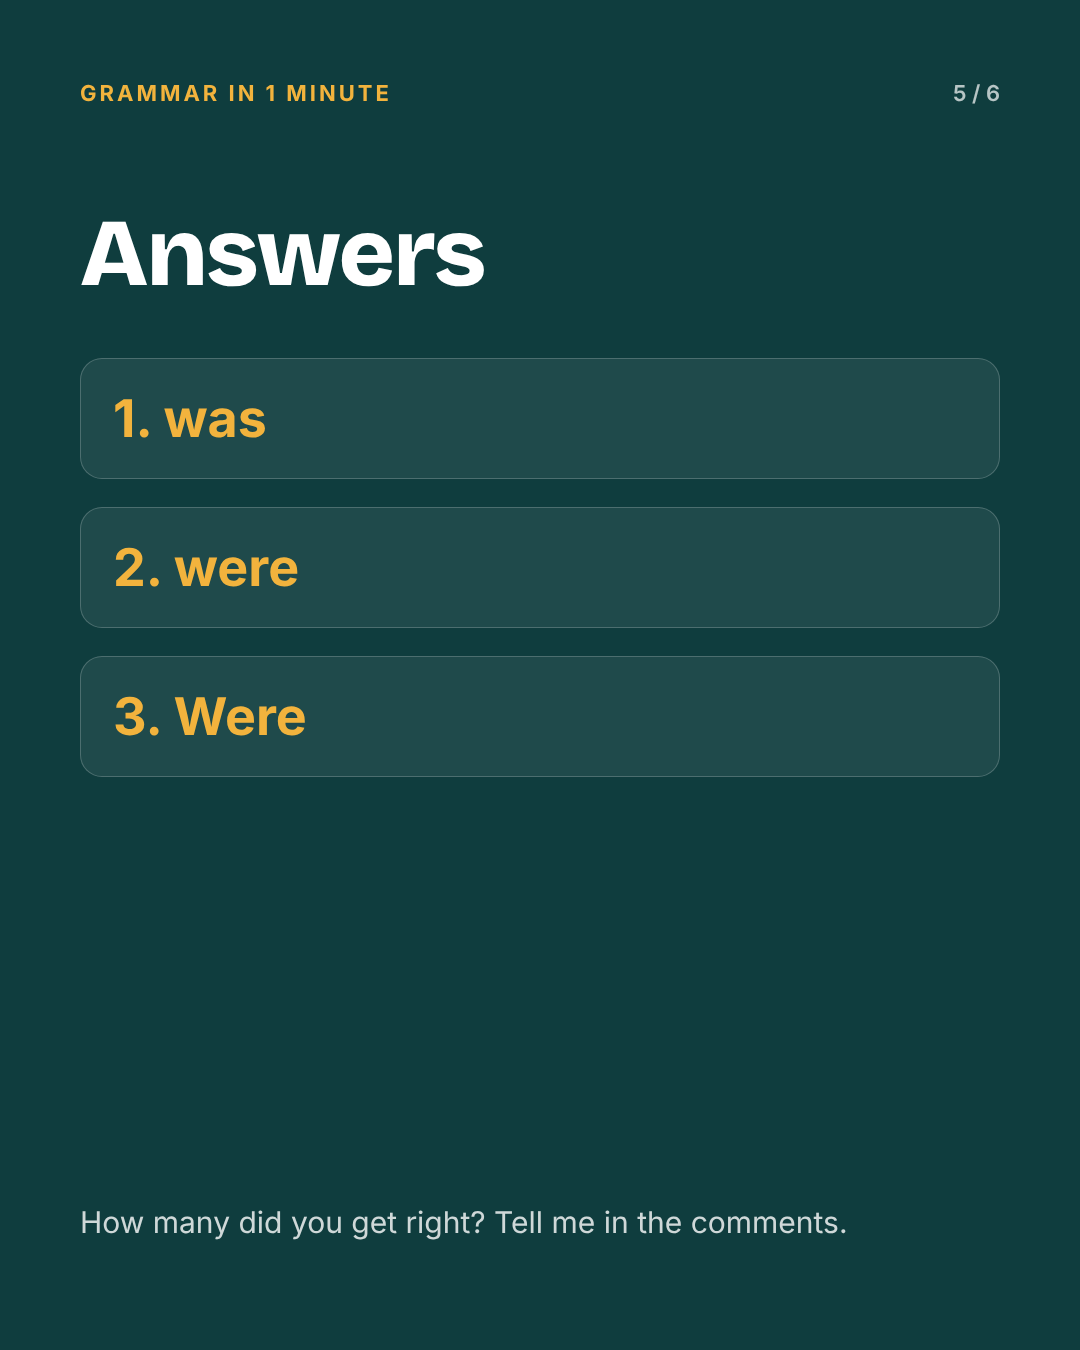 GRAMMAR IN 1 MINUTE
5 / 6
Answers
1. was
2. were
3. Were
How many did you get right? Tell me in the comments.